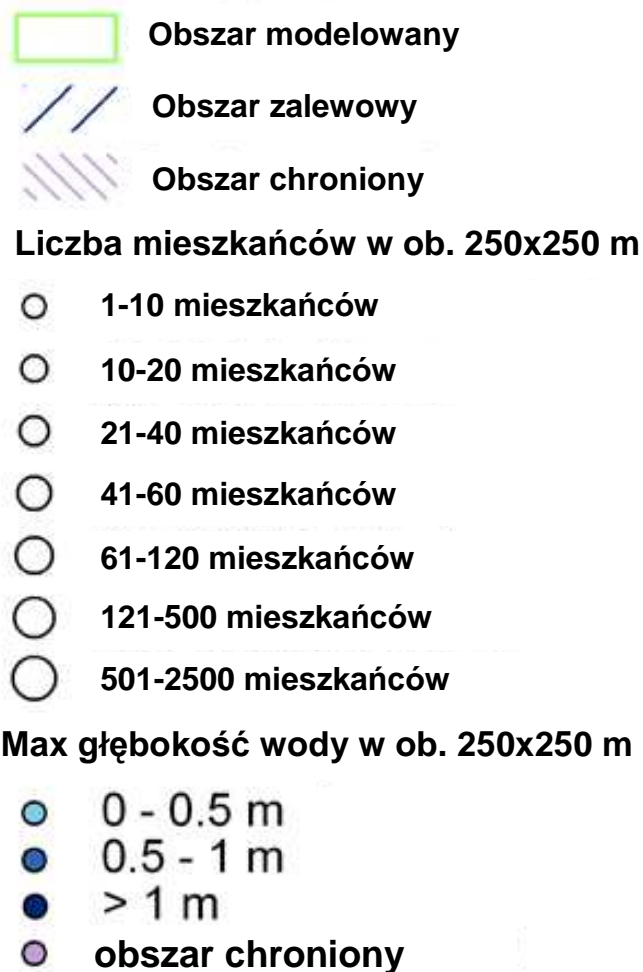 Obszar modelowany
Obszar zalewowy
Obszar chroniony
Liczba mieszkańców w ob. 250x250 m
1-10 mieszkańców
10-20 mieszkańców
21-40 mieszkańców
41-60 mieszkańców
61-120 mieszkańców
121-500 mieszkańców
501-2500 mieszkańców
Max głębokość wody w ob. 250x250 m
0 - 0.5 m
0.5 - 1 m
> 1 m
obszar chroniony